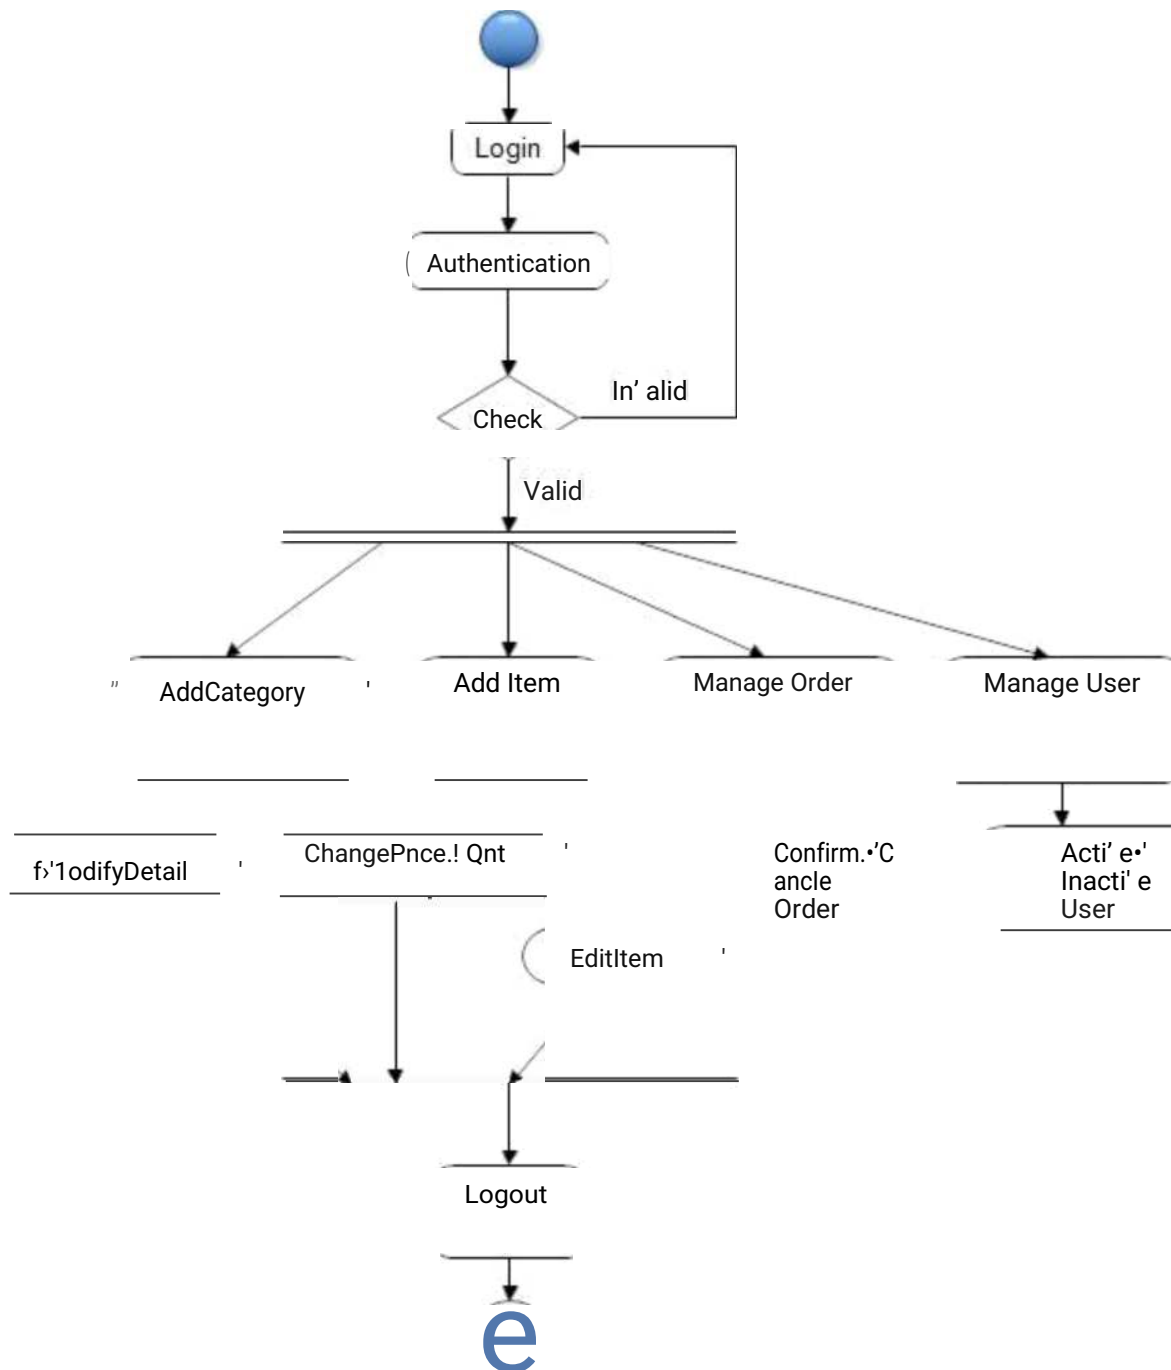 Login
Authentication
In’ alid
Check
Valid
" AddCategory '
Add Item
Manage Order
Manage User
f›'1odifyDetail '
ChangePnce.! Qnt '
Confirm.•’C
ancle
Order
Acti’ e•'
Inacti' e
User
EditItem '
Logout
e